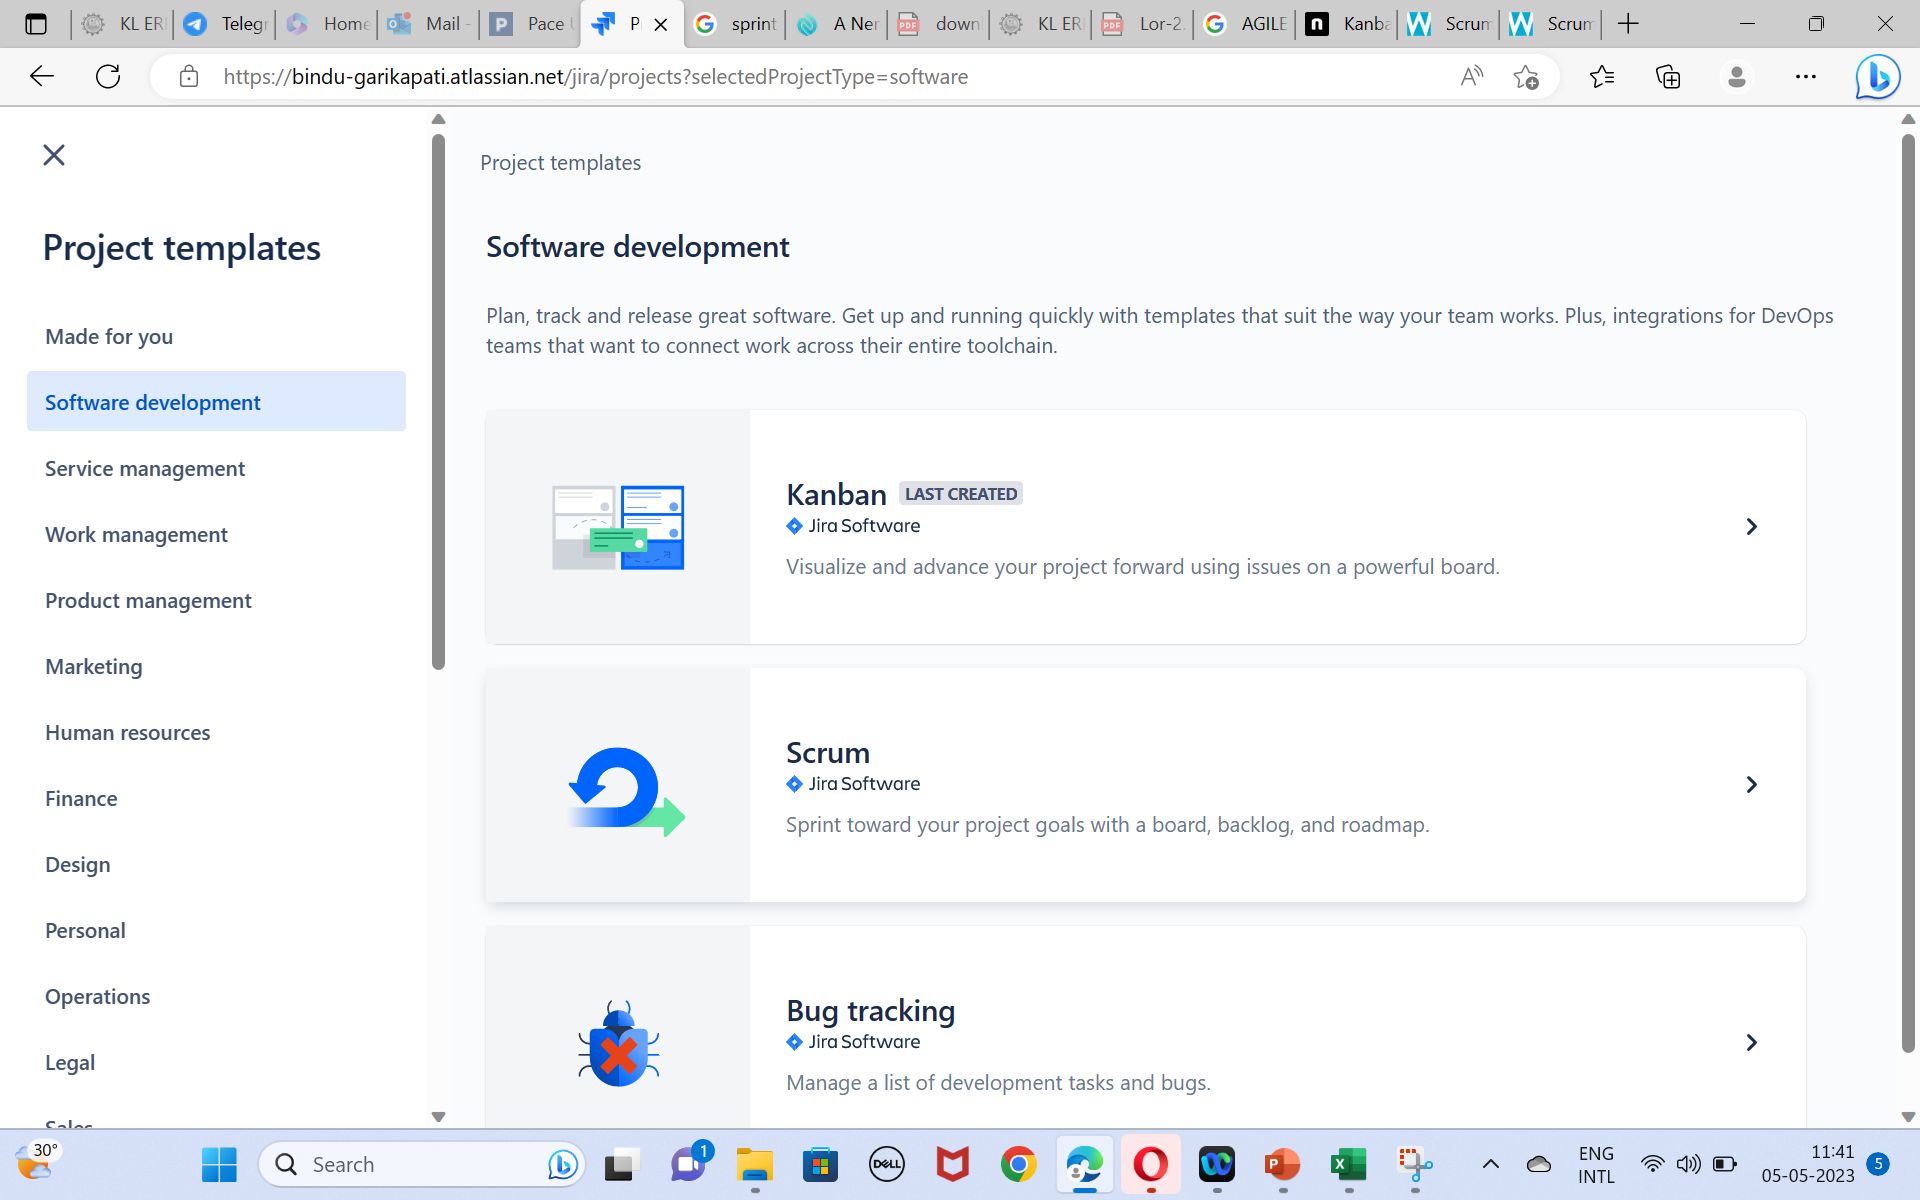 KL ER
Telegr
Home
Mail -
Pace U
P
sprint
A Ner
down
KL ER
Lor-2.
AGILE
Kanba
Scrum
Scrum
https://bindu-garikapati.atlassian.net/jira/projects?selectedProjectType=software
Project templates
Project templates
Made for you
Software development
Service management
Work management
Product management
Marketing
Human resources
Finance
Design
Personal
Operations
Legal
Sales
Software development
Plan, track and release great software. Get up and running quickly with templates that suit the way your team works. Plus, integrations for DevOps
teams that want to connect work across their entire toolchain.
Kanban LAST CREATED
Jira Software
Visualize and advance your project forward using issues on a powerful board.
Scrum
Jira Software
Sprint toward your project goals with a board, backlog, and roadmap.
Bug tracking
Jira Software
Manage a list of development tasks and bugs.
30°
Search
1
DELL
ENG
INTL
11:41
05-05-2023
5